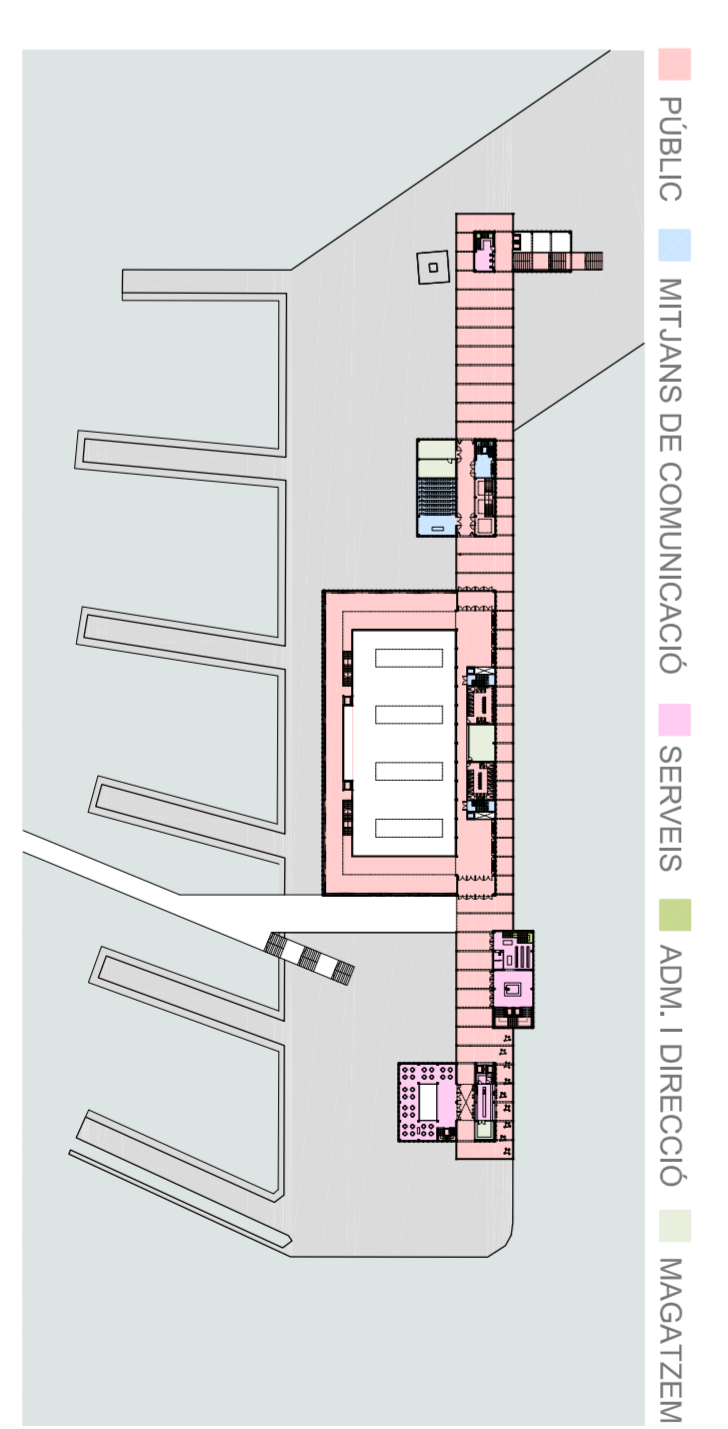 PÚBLIC
MITJANS DE COMUNICACIÓ
SERVEIS
ADM. I DIRECCIÓ
MAGATZEM